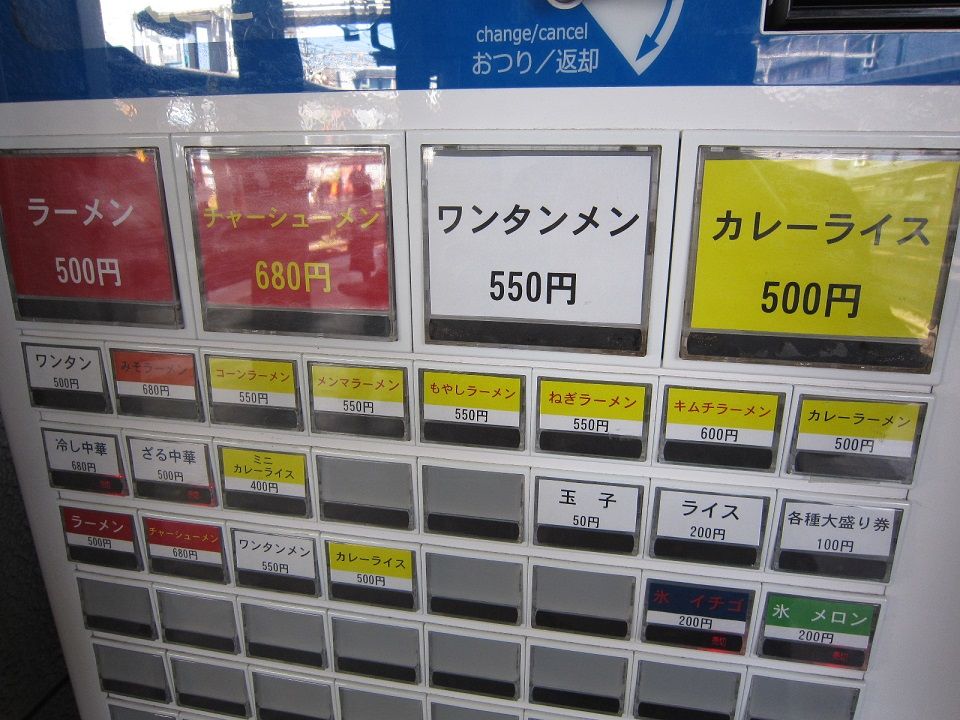 change/cancel
おつり／返却
ラーメン
500円
チャーシューメン
680円
ワンタンメン
550円
カレーライス
500円
ワンタン
500円
みそラーメン
680円
コーンラーメン
550円
メンマラーメン
550円
もやしラーメン
550円
ねぎラーメン
550円
キムチラーメン
600円
カレーラーメン
500円
冷し中華
680円
売切
ざる中華
500円
売切
ミニ
カレーライス
400円
玉 子
50円
ライス
200円
各種大盛り券
100円
ラーメン
500円
チャーシューメン
680円
ワンタンメン
550円
カレーライス
500円
氷 イチゴ
200円
売切
氷 メロン
200円
売切